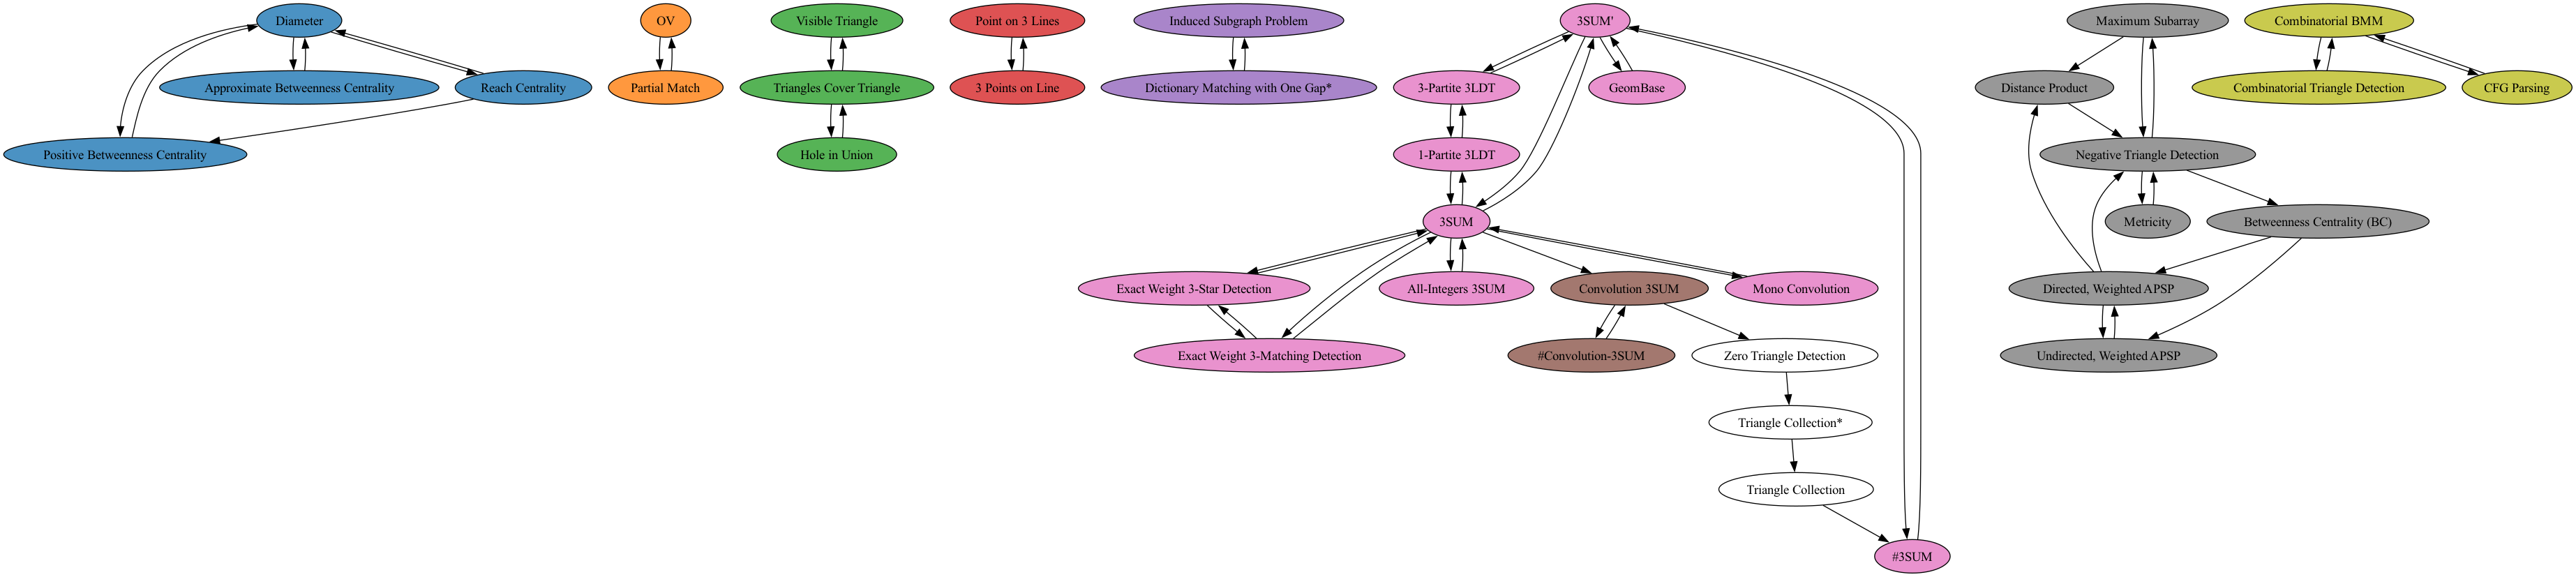 Diameter
OV
Visible Triangle
Point on 3 Lines
Induced Subgraph Problem
3SUM'
Maximum Subarray
Combinatorial BMM
Approximate Betweenness Centrality
Reach Centrality
Partial Match
Triangles Cover Triangle
3 Points on Line
Dictionary Matching with One Gap*
3-Partite 3LDT
GeomBase
Distance Product
Combinatorial Triangle Detection
CFG Parsing
Positive Betweenness Centrality
Hole in Union
1-Partite 3LDT
Negative Triangle Detection
3SUM
Metricity
Betweenness Centrality (BC)
Exact Weight 3-Star Detection
All-Integers 3SUM
Convolution 3SUM
Mono Convolution
Directed, Weighted APSP
Exact Weight 3-Matching Detection
#Convolution-3SUM
Zero Triangle Detection
Undirected, Weighted APSP
Triangle Collection*
Triangle Collection
#3SUM